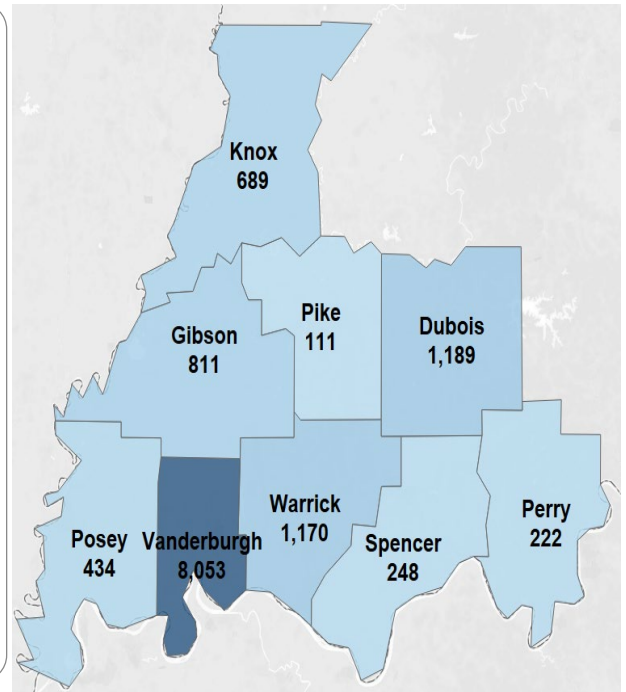 Knox
689
Gibson
811
Pike
111
Dubois
1,189
Posey
434
Vanderburgh
8,053
Warrick
1,170
Spencer
248
Perry
222